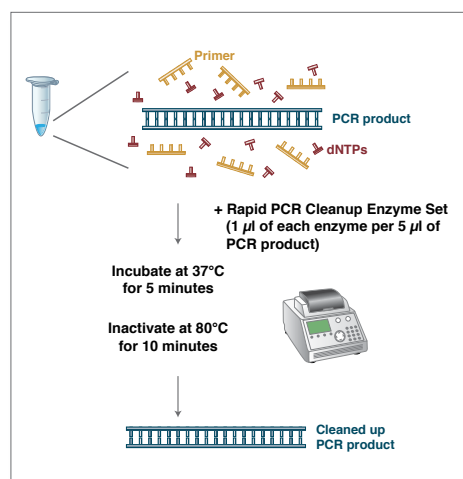 Primer
PCR product
dNTPs
+ Rapid PCR Cleanup Enzyme Set
(1 µl of each enzyme per 5 µl of
PCR product)
Incubate at 37°C
for 5 minutes
Inactivate at 80°C
for 10 minutes
Cleaned up
PCR product